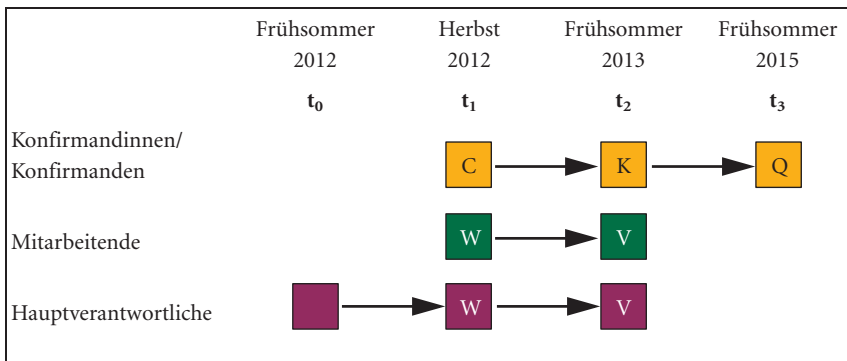 Frühsommer Herbst Frühsommer Frühsommer
2012 2012 2013 2015
t₀ t₁ t₂ t₃
Konfirmandinnen/
Konfirmanden C K Q
Mitarbeitende W V
Hauptverantwortliche W V